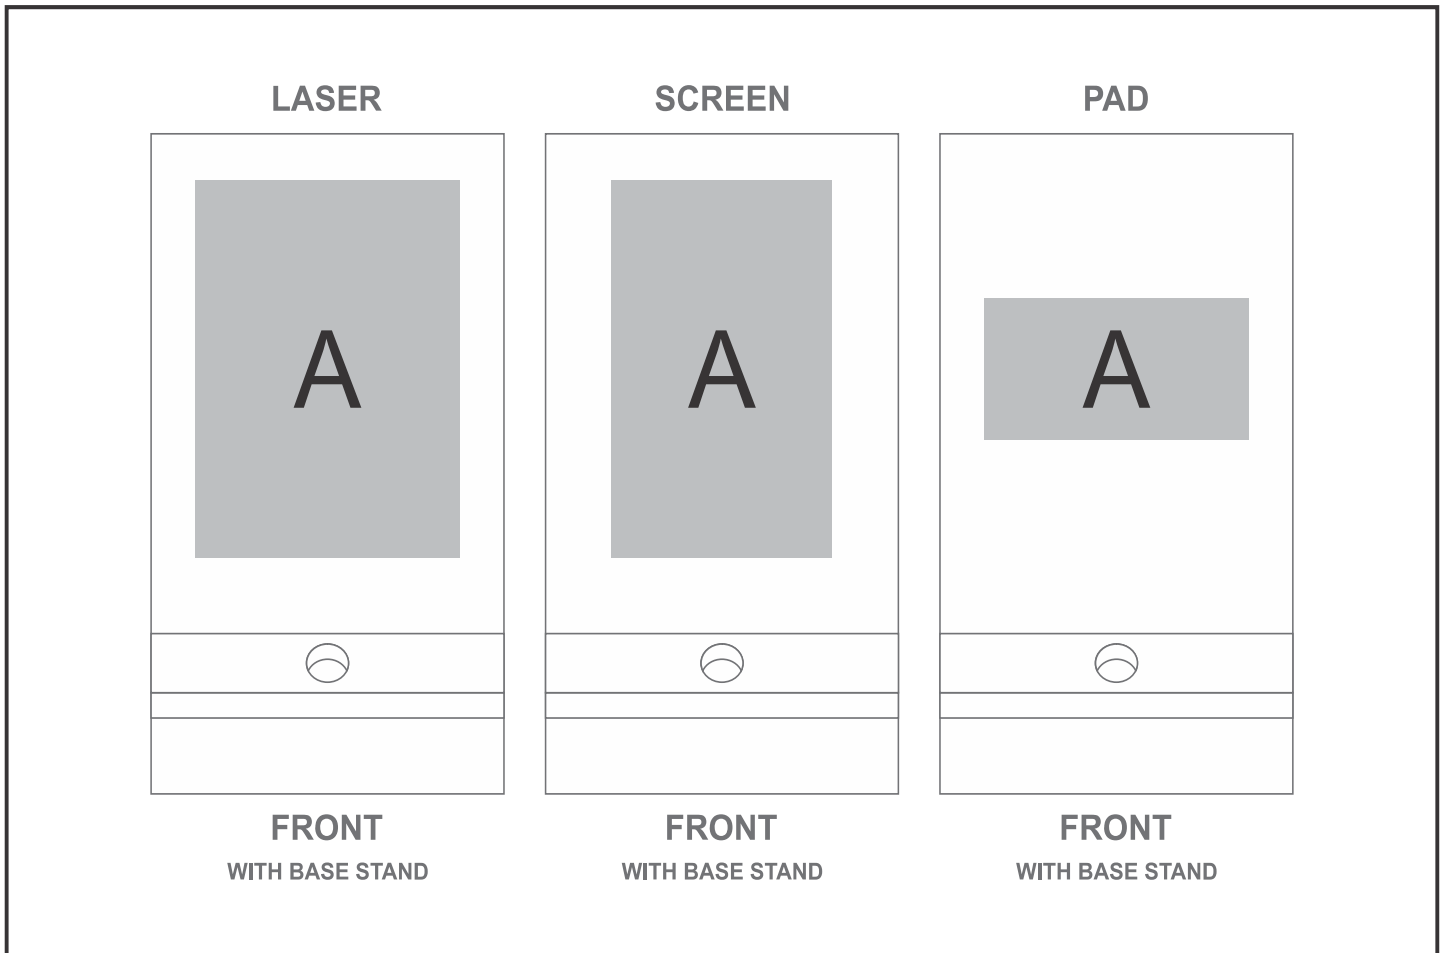 LASER
SCREEN
PAD
A
A
A
FRONT
WITH BASE STAND
FRONT
WITH BASE STAND
FRONT
WITH BASE STAND